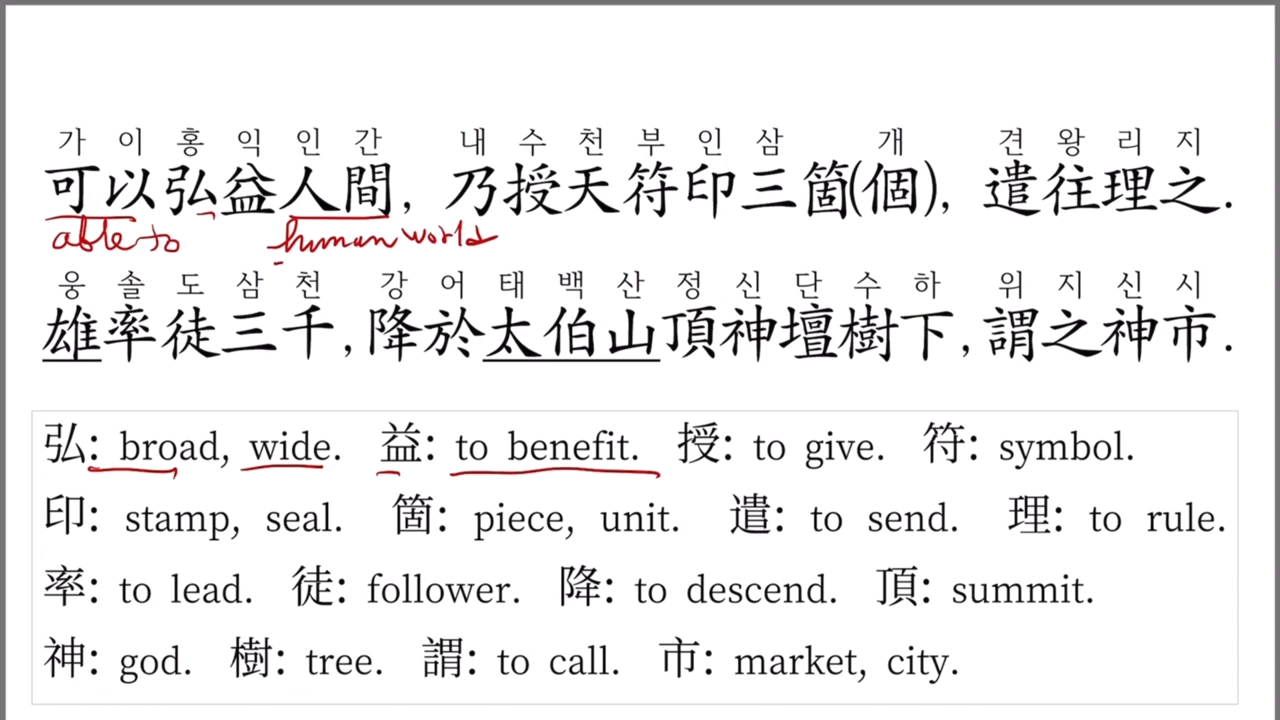 가 이 홍 익 인 간 내 수 천 부 인 삼 개 견 왕 리 지
可以弘益人間, 乃授天符印三箇(個), 遣往理之.
able to human world
웅 솔 도 삼 천 강 어 태 백 산 정 신 단 수 하 위 지 신 시
雄率徒三千, 降於太伯山頂神壇樹下, 謂之神市.
弘: broad, wide. 益: to benefit. 授: to give. 符: symbol.
印: stamp, seal. 箇: piece, unit. 遣: to send. 理: to rule.
率: to lead. 徒: follower. 降: to descend. 頂: summit.
神: god. 樹: tree. 謂: to call. 市: market, city.